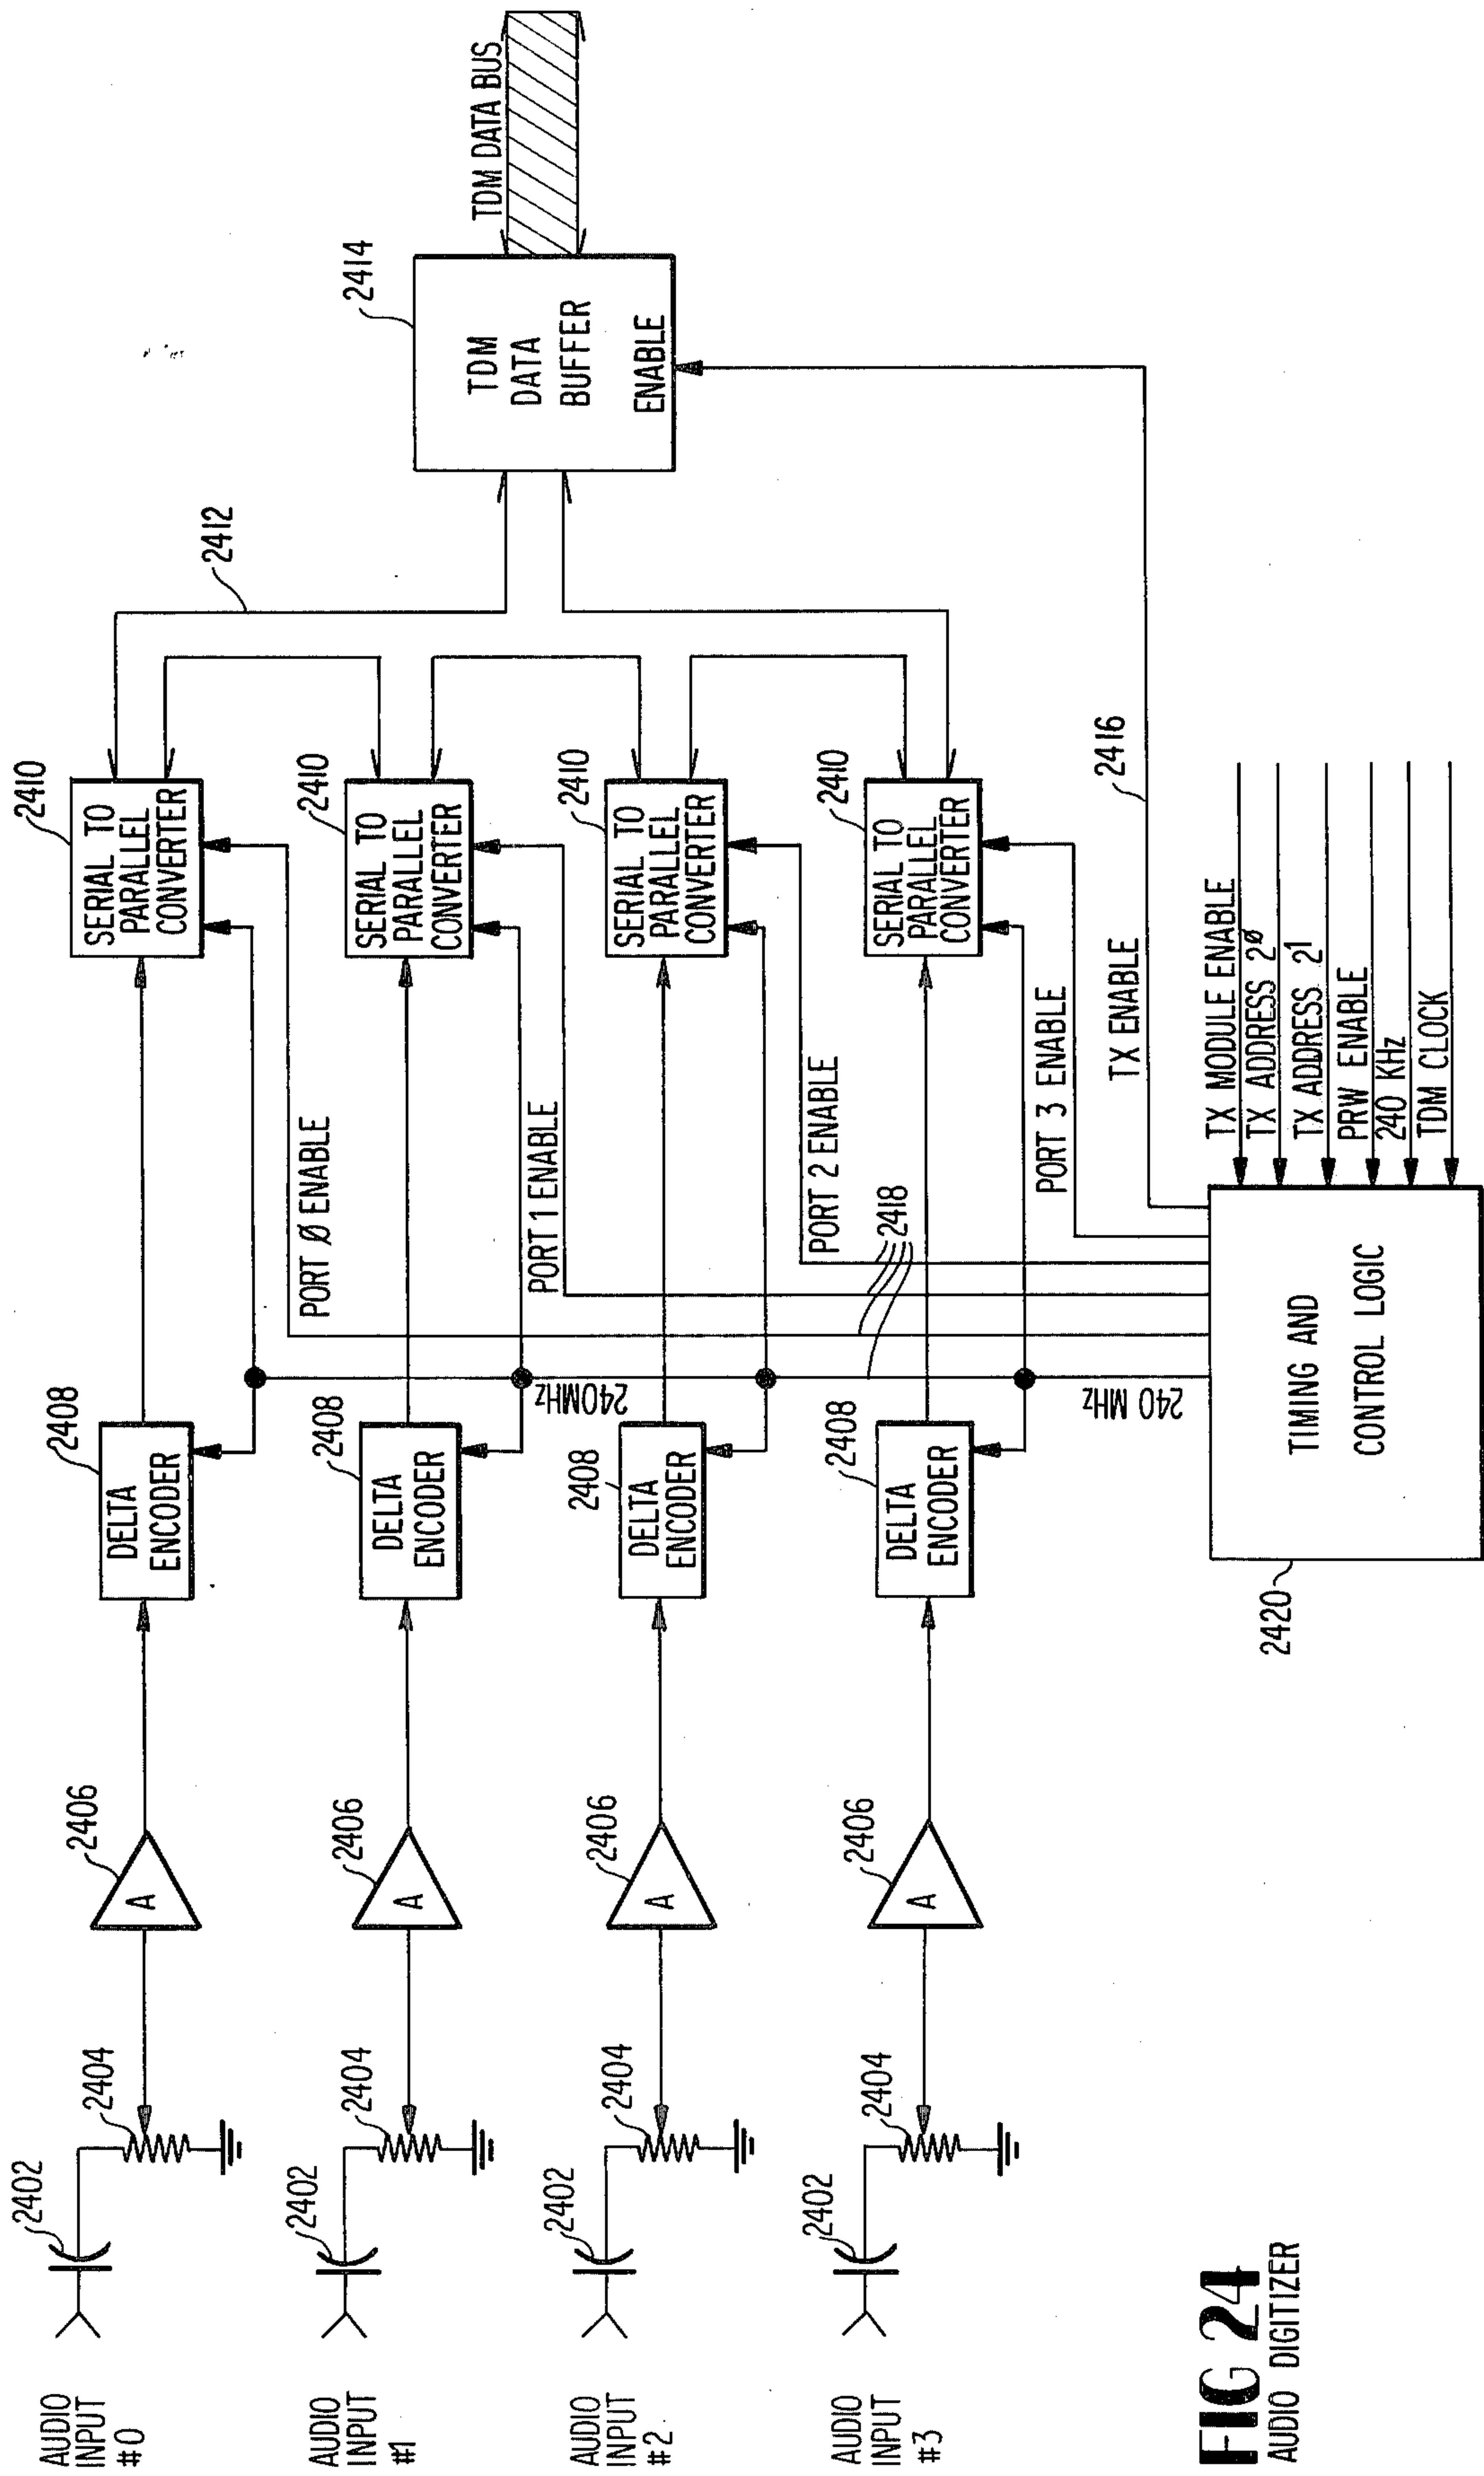 AUDIO
INPUT
#0
2402
2404
2406
A
2408
DELTA
ENCODER
2410
SERIAL TO
PARALLEL
CONVERTER
PORT Ø ENABLE
2412
AUDIO
INPUT
#1
2402
2404
2406
A
2408
DELTA
ENCODER
2410
SERIAL TO
PARALLEL
CONVERTER
PORT 1 ENABLE
240MHz
2414
TDM
DATA
BUFFER
ENABLE
TDM DATA BUS
AUDIO
INPUT
#2
2402
2404
2406
A
2408
DELTA
ENCODER
2410
SERIAL TO
PARALLEL
CONVERTER
PORT 2 ENABLE
2418
AUDIO
INPUT
#3
2402
2404
2406
A
2408
DELTA
ENCODER
2410
SERIAL TO
PARALLEL
CONVERTER
PORT 3 ENABLE
240 MHz
TX ENABLE
2416
2420
TIMING AND
CONTROL LOGIC
TX MODULE ENABLE
TX ADDRESS 2Ø
TX ADDRESS 2¹
PRW ENABLE
240 KHz
TDM CLOCK
FIG 24
AUDIO DIGITIZER